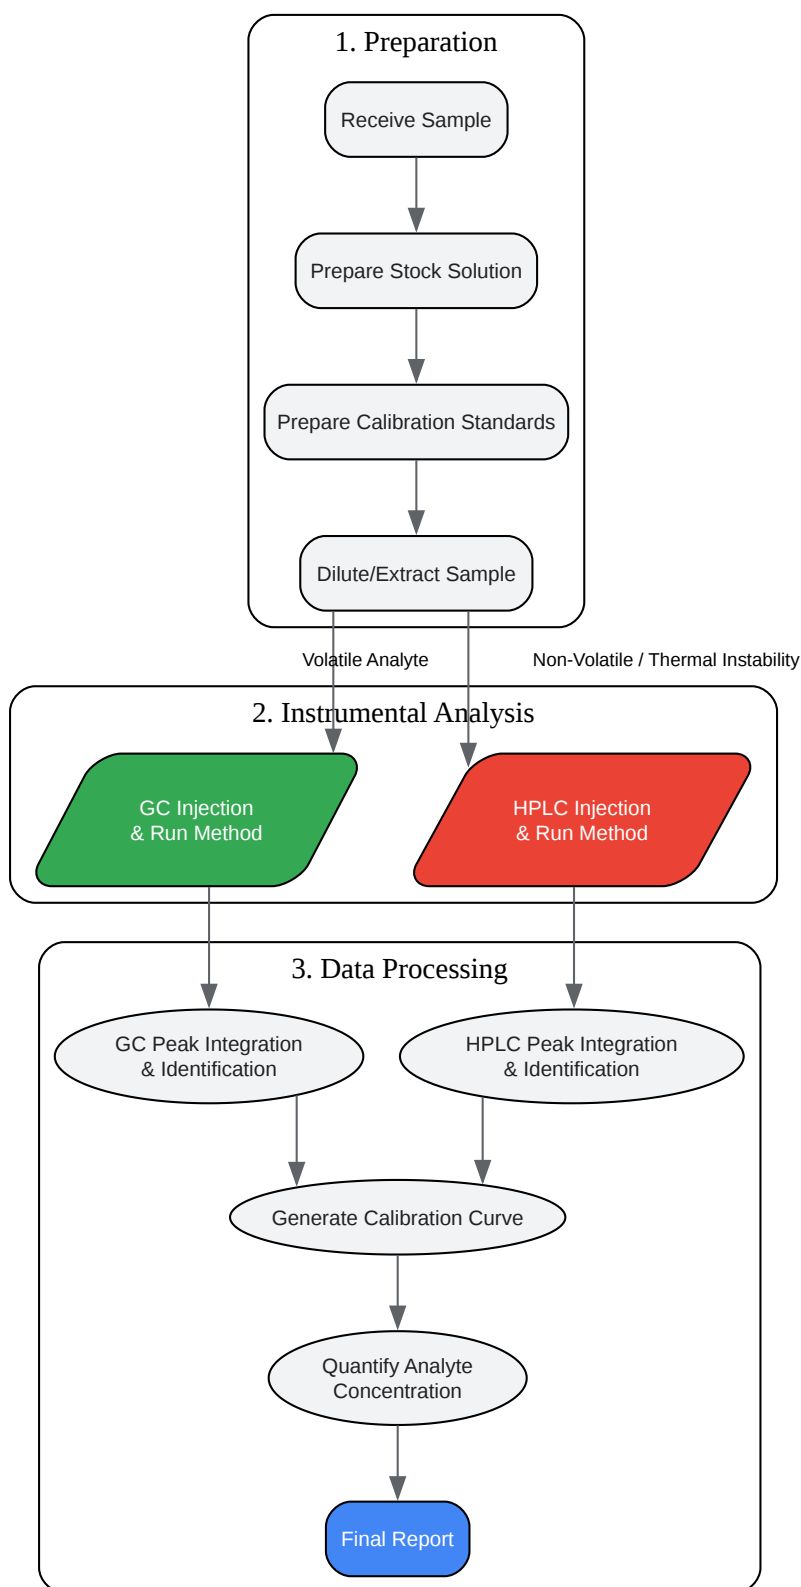 1. Preparation
Receive Sample
Prepare Stock Solution
Prepare Calibration Standards
Dilute/Extract Sample
Volatile Analyte
Non-Volatile / Thermal Instability
2. Instrumental Analysis
GC Injection
& Run Method
HPLC Injection
& Run Method
3. Data Processing
GC Peak Integration
& Identification
HPLC Peak Integration
& Identification
Generate Calibration Curve
Quantify Analyte
Concentration
Final Report